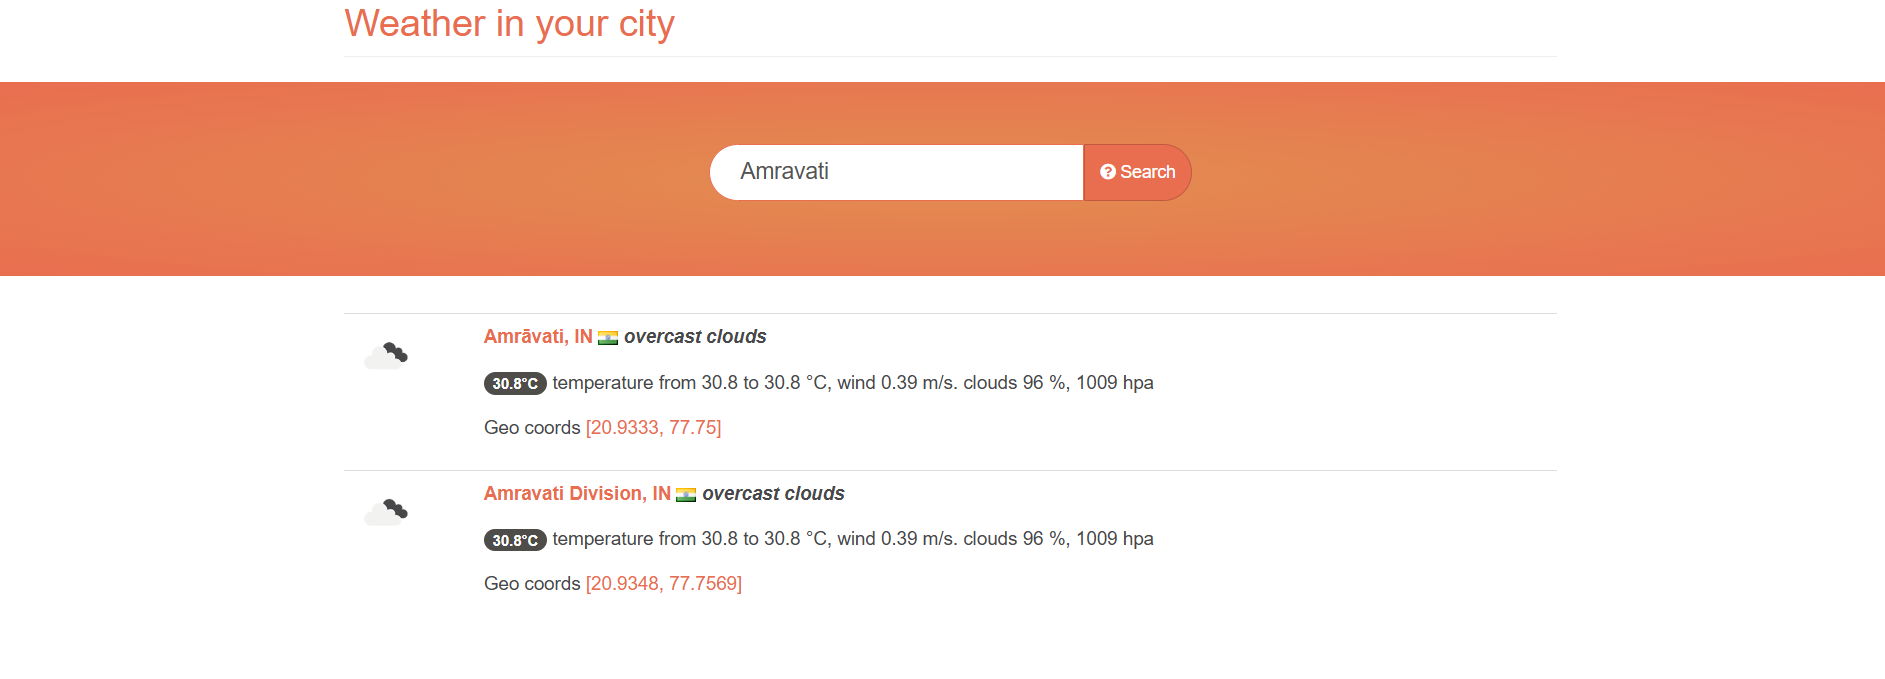 Weather in your city
Amravati
Search
Amrāvati, IN overcast clouds
30.8°C temperature from 30.8 to 30.8 °C, wind 0.39 m/s. clouds 96 %, 1009 hpa
Geo coords [20.9333, 77.75]
Amravati Division, IN overcast clouds
30.8°C temperature from 30.8 to 30.8 °C, wind 0.39 m/s. clouds 96 %, 1009 hpa
Geo coords [20.9348, 77.7569]